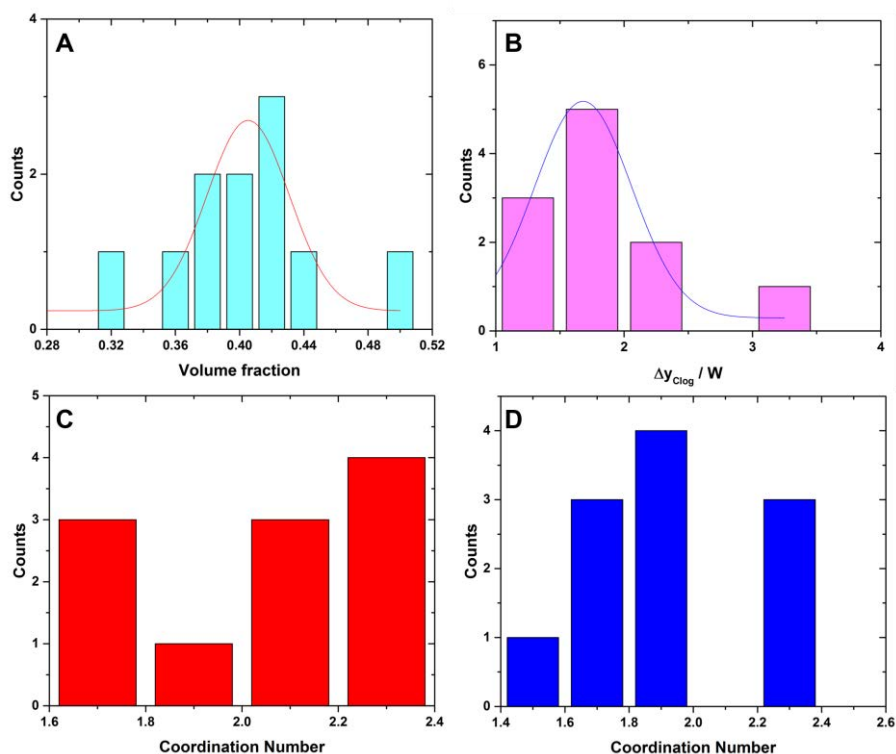 A
Counts
4
2
0
0.28 0.32 0.36 0.40 0.44 0.48 0.52
Volume fraction
B
Counts
6
4
2
0
1 2 3 4
Δy_Clog / W
C
Counts
5
4
3
2
1
0
1.6 1.8 2.0 2.2 2.4
Coordination Number
D
Counts
4
3
2
1
0
1.4 1.6 1.8 2.0 2.2 2.4 2.6
Coordination Number